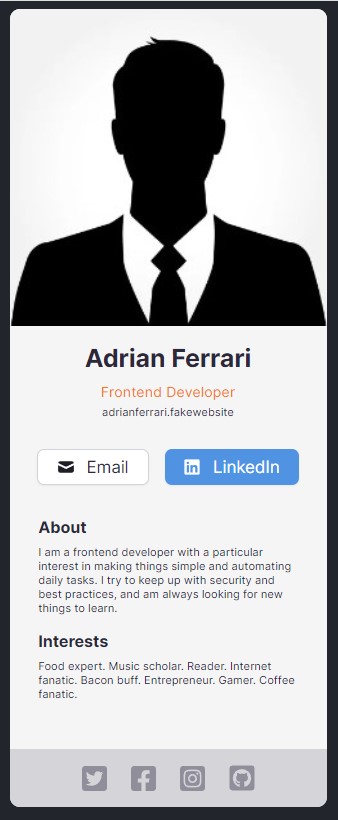 Adrian Ferrari
Frontend Developer
adrianferrari.fakewebsite
Email
LinkedIn
About
I am a frontend developer with a particular
interest in making things simple and automating
daily tasks. I try to keep up with security and
best practices, and am always looking for new
things to learn.
Interests
Food expert. Music scholar. Reader. Internet
fanatic. Bacon buff. Entrepreneur. Gamer. Coffee
fanatic.